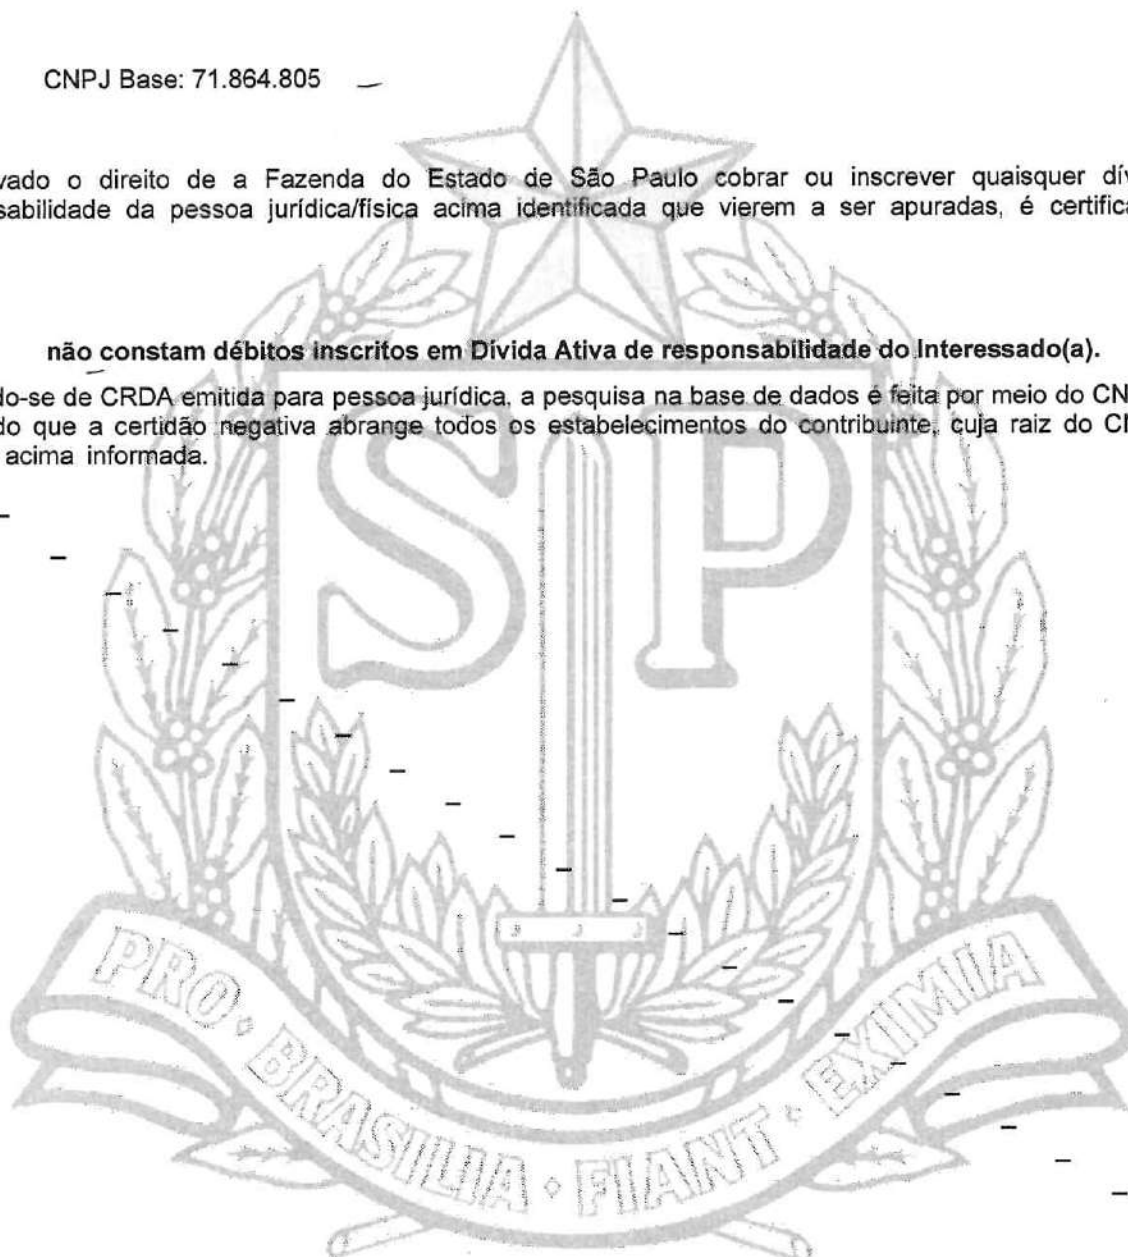 CNPJ Base: 71.864.805
vado o direito de a Fazenda do Estado de São Paulo cobrar ou inscrever quaisquer dív
sabilidade da pessoa jurídica/física acima identificada que vierem a ser apuradas, é certifica
não constam débitos inscritos em Dívida Ativa de responsabilidade do Interessado(a).
do-se de CRDA emitida para pessoa jurídica, a pesquisa na base de dados é feita por meio do CN
do que a certidão negativa abrange todos os estabelecimentos do contribuinte, cuja raiz do CN
acima informada.
SP
PRO · BRASILIA · FIANT · EXIMIA